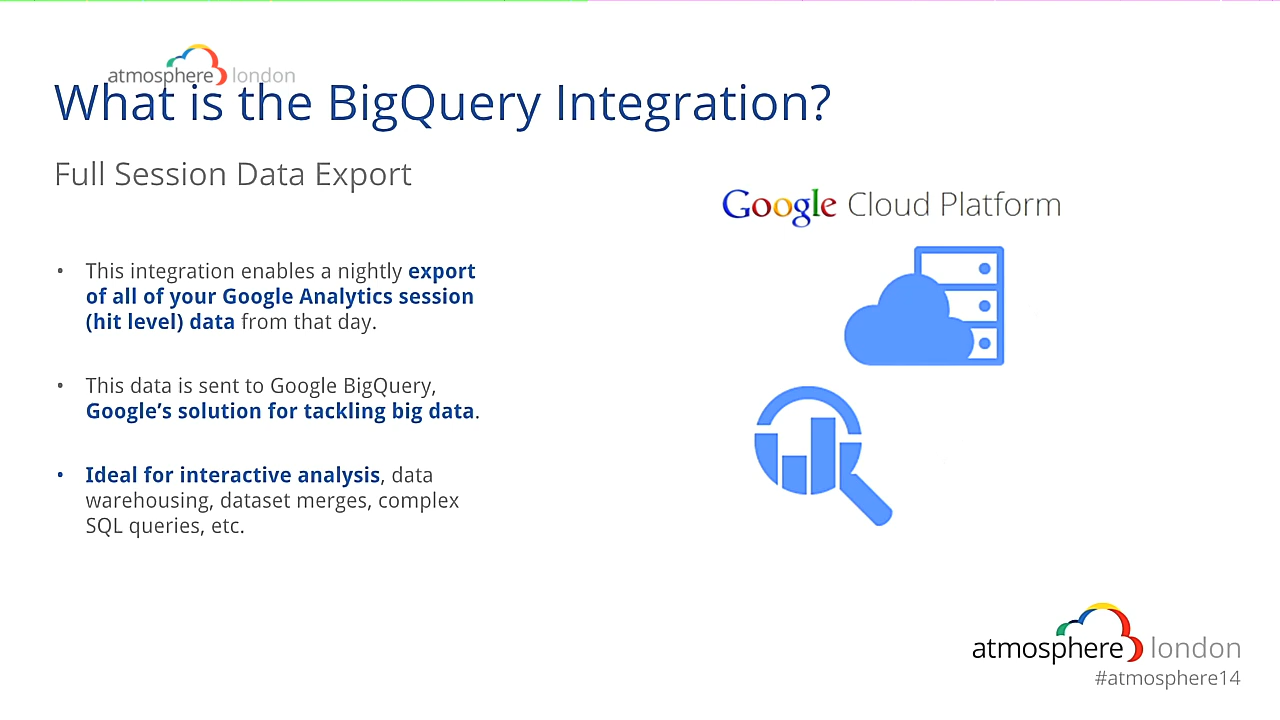 atmosphere london
What is the BigQuery Integration?
Full Session Data Export
Google Cloud Platform
• This integration enables a nightly export
of all of your Google Analytics session
(hit level) data from that day.
• This data is sent to Google BigQuery,
Google’s solution for tackling big data.
• Ideal for interactive analysis, data
warehousing, dataset merges, complex
SQL queries, etc.
atmosphere london
#atmosphere14